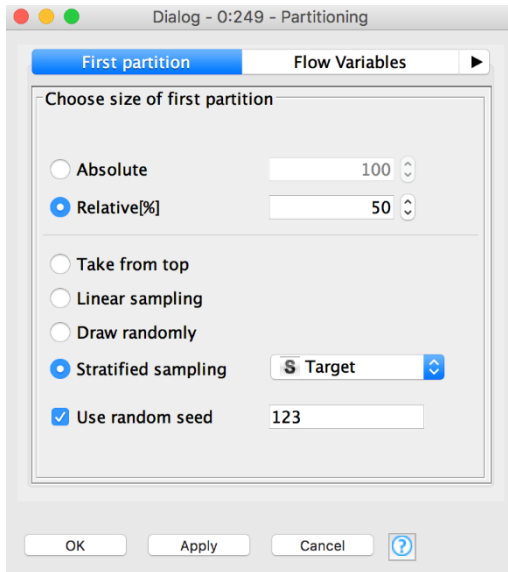 Dialog - 0:249 - Partitioning
First partition Flow Variables
Choose size of first partition
Absolute 100
Relative[%] 50
Take from top
Linear sampling
Draw randomly
Stratified sampling S Target
Use random seed 123
OK Apply Cancel ?